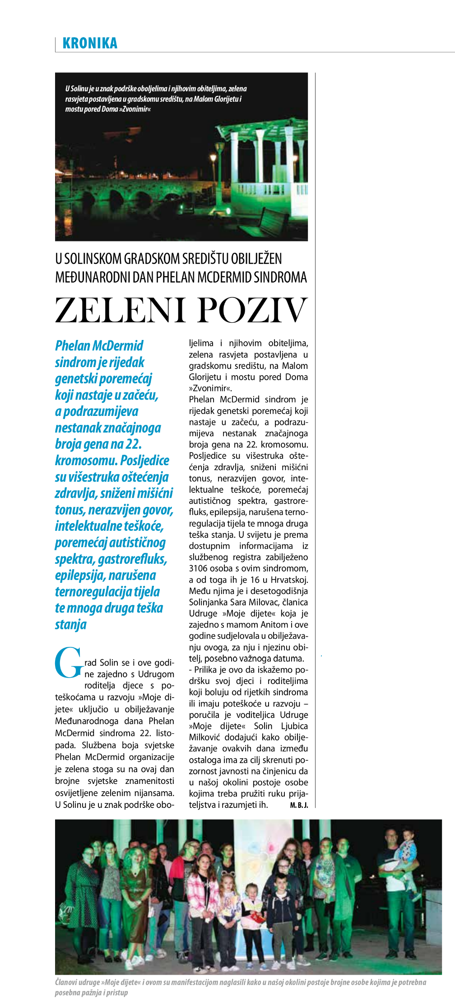 KRONIKA
U Solinu je u znak podrške oboljelima i njihovim obiteljima, zelena
rasvjeta postavljena u gradskomu središtu, na Malom Glorijetu i
mostu pored Doma »Zvonimir«
U SOLINSKOM GRADSKOM SREDIŠTU OBILJEŽEN
MEĐUNARODNI DAN PHELAN MCDERMID SINDROMA
ZELENI POZIV
Phelan McDermid
sindrom je rijedak
genetski poremećaj
koji nastaje u začeću,
a podrazumijeva
nestanak značajnoga
broja gena na 22.
kromosomu. Posljedice
su višestruka oštećenja
zdravlja, sniženi mišićni
tonus, nerazvijen govor,
intelektualne teškoće,
poremećaj autističnog
spektra, gastrorefluks,
epilepsija, narušena
ternoregulacija tijela
te mnoga druga teška
stanja
Grad Solin se i ove godi-
ne zajedno s Udrugom
roditelja djece s po-
teškoćama u razvoju »Moje di-
jete« uključio u obilježavanje
Međunarodnoga dana Phelan
McDermid sindroma 22. listo-
pada. Službena boja svjetske
Phelan McDermid organizacije
je zelena stoga su na ovaj dan
brojne svjetske znamenitosti
osvijetljene zelenim nijansama.
U Solinu je u znak podrške obo-
ljelima i njihovim obiteljima,
zelena rasvjeta postavljena u
gradskomu središtu, na Malom
Glorijetu i mostu pored Doma
»Zvonimir«.
Phelan McDermid sindrom je
rijedak genetski poremećaj koji
nastaje u začeću, a podrazu-
mijeva nestanak značajnoga
broja gena na 22. kromosomu.
Posljedice su višestruka ošte-
ćenja zdravlja, sniženi mišićni
tonus, nerazvijen govor, inte-
lektualne teškoće, poremećaj
autističnog spektra, gastrore-
fluks, epilepsija, narušena terno-
regulacija tijela te mnoga druga
teška stanja. U svijetu je prema
dostupnim informacijama iz
službenog registra zabilježeno
3106 osoba s ovim sindromom,
a od toga ih je 16 u Hrvatskoj.
Među njima je i desetogodišnja
Solinjanka Sara Milovac, članica
Udruge »Moje dijete« koja je
zajedno s mamom Anitom i ove
godine sudjelovala u obilježava-
nju ovoga, za nju i njezinu obi-
telj, posebno važnoga datuma.
- Prilika je ovo da iskažemo po-
dršku svoj djeci i roditeljima
koji boluju od rijetkih sindroma
ili imaju poteškoće u razvoju –
poručila je voditeljica Udruge
»Moje dijete« Solin Ljubica
Milković dodajući kako obilje-
žavanje ovakvih dana između
ostaloga ima za cilj skrenuti po-
zornost javnosti na činjenicu da
u našoj okolini postoje osobe
kojima treba pružiti ruku prija-
teljstva i razumjeti ih. M. B. J.
Članovi udruge »Moje dijete« i ovom su manifestacijom naglasili kako u našoj okolini postoje brojne osobe kojima je potrebna
posebna pažnja i pristup